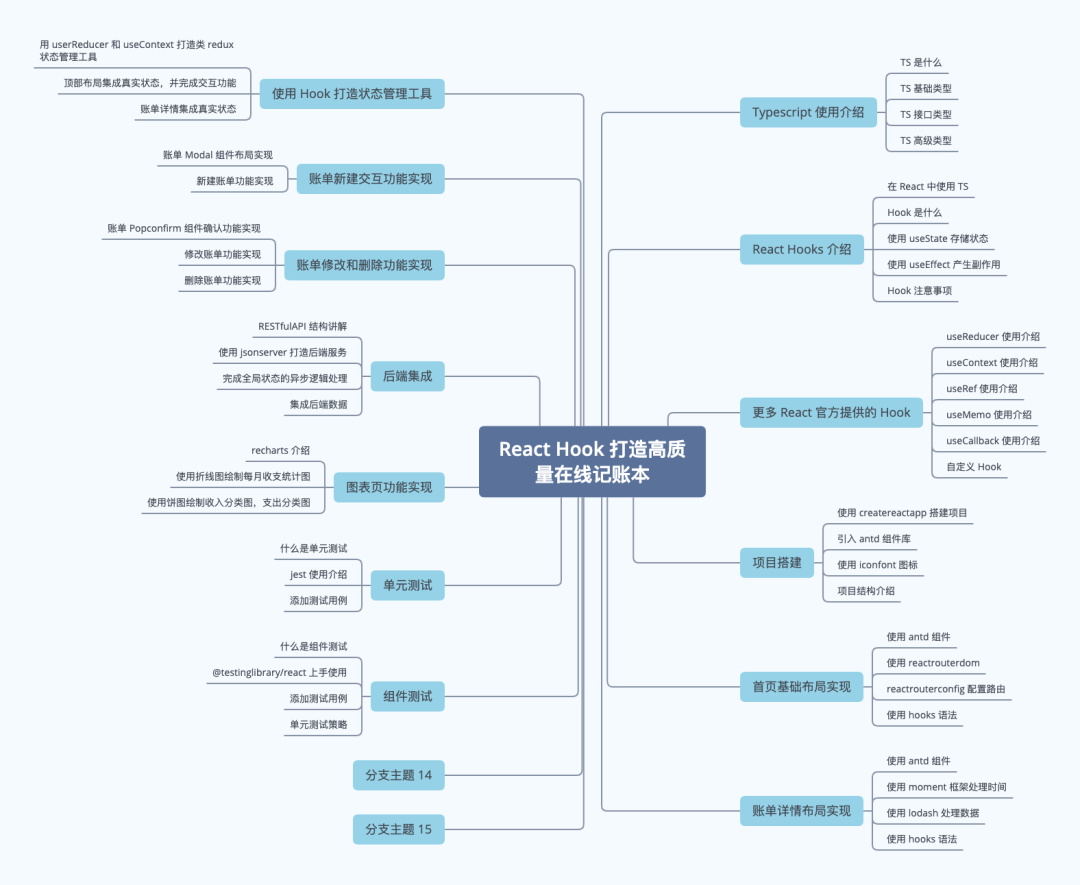 React Hook 打造高质
量在线记账本
Typescript 使用介绍
TS 是什么
TS 基础类型
TS 接口类型
TS 高级类型
React Hooks 介绍
在 React 中使用 TS
Hook 是什么
使用 useState 存储状态
使用 useEffect 产生副作用
Hook 注意事项
更多 React 官方提供的 Hook
useReducer 使用介绍
useContext 使用介绍
useRef 使用介绍
useMemo 使用介绍
useCallback 使用介绍
自定义 Hook
项目搭建
使用 createreactapp 搭建项目
引入 antd 组件库
使用 iconfont 图标
项目结构介绍
首页基础布局实现
使用 antd 组件
使用 reactrouterdom
reactrouterconfig 配置路由
使用 hooks 语法
账单详情布局实现
使用 antd 组件
使用 moment 框架处理时间
使用 lodash 处理数据
使用 hooks 语法
使用 Hook 打造状态管理工具
用 userReducer 和 useContext 打造类 redux
状态管理工具
顶部布局集成真实状态，并完成交互功能
账单详情集成真实状态
账单新建交互功能实现
账单 Modal 组件布局实现
新建账单功能实现
账单修改和删除功能实现
账单 Popconfirm 组件确认功能实现
修改账单功能实现
删除账单功能实现
后端集成
RESTfulAPI 结构讲解
使用 jsonserver 打造后端服务
完成全局状态的异步逻辑处理
集成后端数据
图表页功能实现
recharts 介绍
使用折线图绘制每月收支统计图
使用饼图绘制收入分类图，支出分类图
单元测试
什么是单元测试
jest 使用介绍
添加测试用例
组件测试
什么是组件测试
@testinglibrary/react 上手使用
添加测试用例
单元测试策略
分支主题 14
分支主题 15